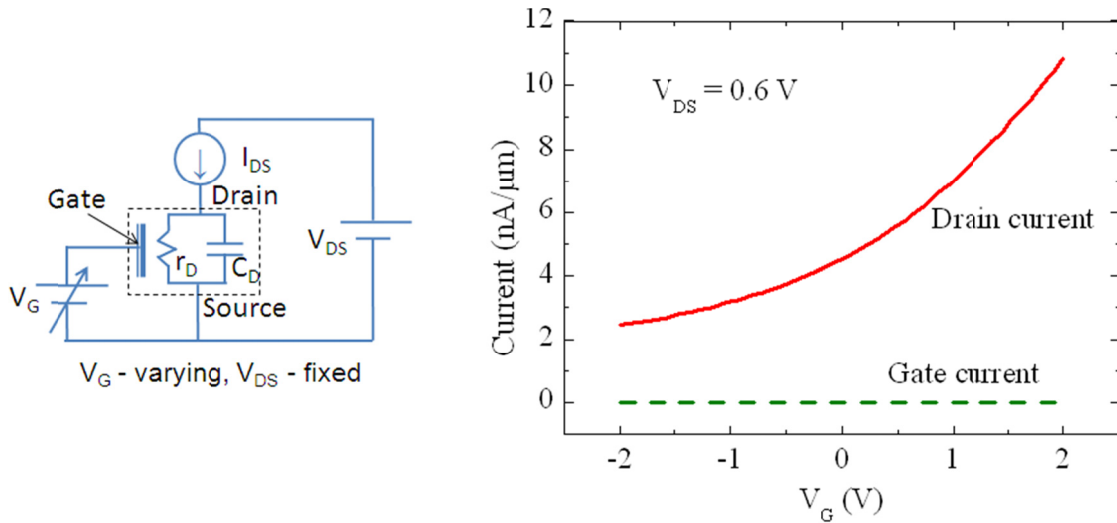 I_DS
Drain
Gate
r_D
C_D
V_DS
V_G
Source
V_G - varying, V_DS - fixed
12
10
8
6
4
2
0
Current (nA/μm)
V_DS = 0.6 V
Drain current
Gate current
-2 -1 0 1 2
V_G (V)